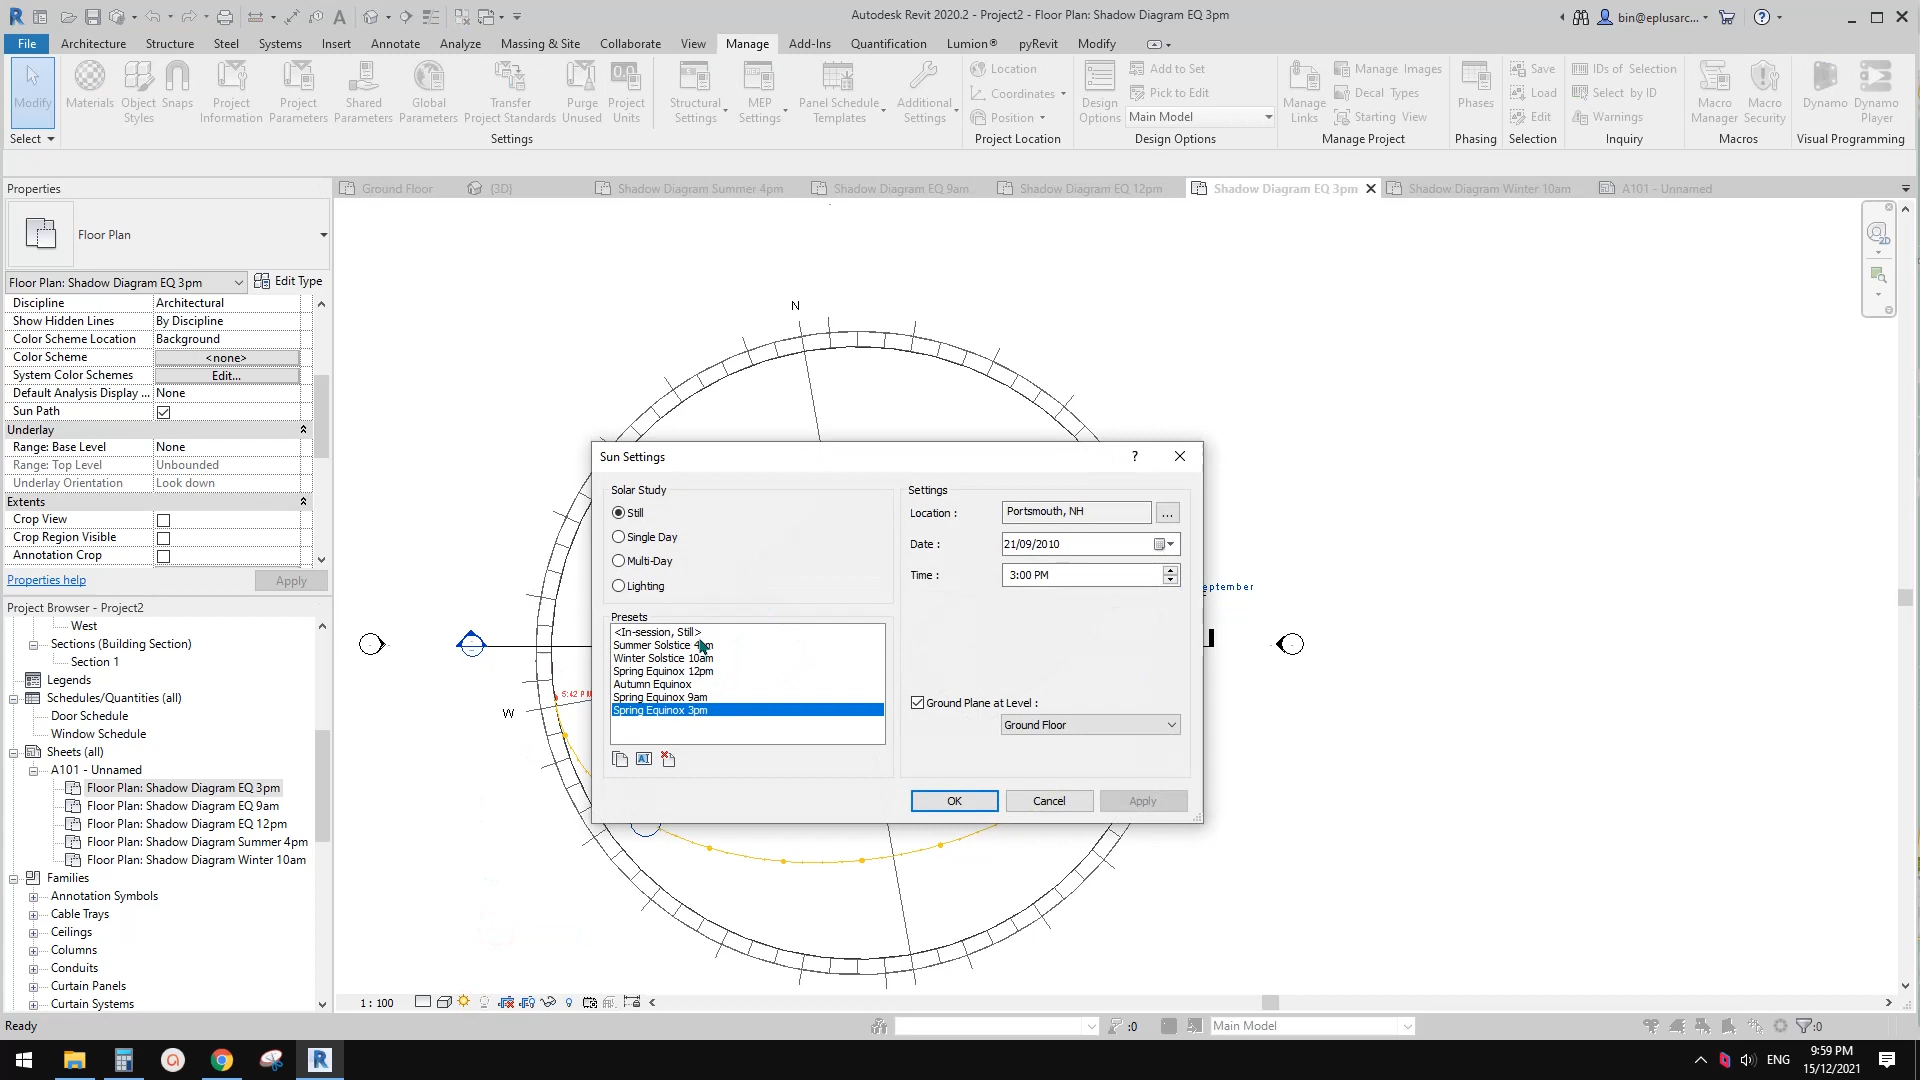 Autodesk Revit 2020.2 - Project2 - Floor Plan: Shadow Diagram EQ 3pm
bin@eplusarc...
File Architecture Structure Steel Systems Insert Annotate Analyze Massing & Site Collaborate View Manage Add-Ins Quantification Lumion® pyRevit Modify
Modify
Materials
Object Styles
Snaps
Project Information
Project Parameters
Shared Parameters
Global Parameters
Transfer Project Standards
Purge Unused
Project Units
Structural Settings
MEP Settings
Panel Schedule Templates
Additional Settings
Location
Coordinates
Position
Design Options
Add to Set
Pick to Edit
Main Model
Manage Links
Manage Images
Decal Types
Starting View
Phases
Save
Load
Edit
IDs of Selection
Select by ID
Warnings
Macro Manager
Macro Security
Dynamo
Dynamo Player
Select Settings Project Location Design Options Manage Project Phasing Selection Inquiry Macros Visual Programming
Properties
Ground Floor {3D} Shadow Diagram Summer 4pm Shadow Diagram EQ 9am Shadow Diagram EQ 12pm Shadow Diagram EQ 3pm Shadow Diagram Winter 10am A101 - Unnamed
Floor Plan
Floor Plan: Shadow Diagram EQ 3pm Edit Type
Discipline Architectural
Show Hidden Lines By Discipline
Color Scheme Location Background
Color Scheme <none>
System Color Schemes Edit...
Default Analysis Display ... None
Sun Path
Underlay
Range: Base Level None
Range: Top Level Unbounded
Underlay Orientation Look down
Extents
Crop View
Crop Region Visible
Annotation Crop
Properties help Apply
Project Browser - Project2
West
Sections (Building Section)
Section 1
Legends
Schedules/Quantities (all)
Door Schedule
Window Schedule
Sheets (all)
A101 - Unnamed
Floor Plan: Shadow Diagram EQ 3pm
Floor Plan: Shadow Diagram EQ 9am
Floor Plan: Shadow Diagram EQ 12pm
Floor Plan: Shadow Diagram Summer 4pm
Floor Plan: Shadow Diagram Winter 10am
Families
Annotation Symbols
Cable Trays
Ceilings
Columns
Conduits
Curtain Panels
Curtain Systems
N
W
5:42 P
eptember
Sun Settings ?
Solar Study
Still
Single Day
Multi-Day
Lighting
Presets
<In-session, Still>
Summer Solstice 4pm
Winter Solstice 10am
Spring Equinox 12pm
Autumn Equinox
Spring Equinox 9am
Spring Equinox 3pm
Settings
Location : Portsmouth, NH ...
Date : 21/09/2010
Time : 3:00 PM
Ground Plane at Level :
Ground Floor
OK Cancel Apply
1 : 100
Ready
:0 Main Model :0
ENG
9:59 PM
15/12/2021